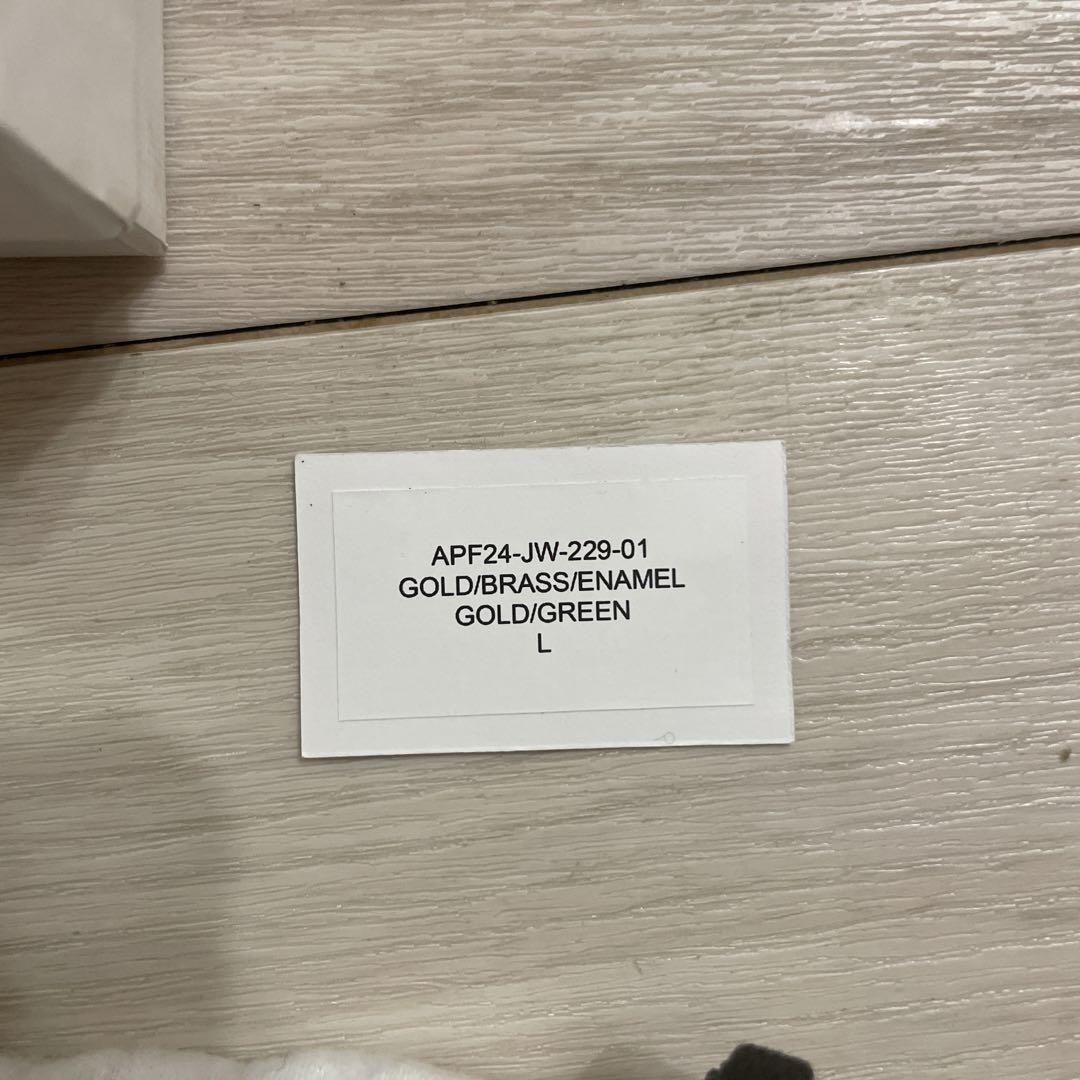 APF24-JW-229-01
GOLD/BRASS/ENAMEL
GOLD/GREEN
L